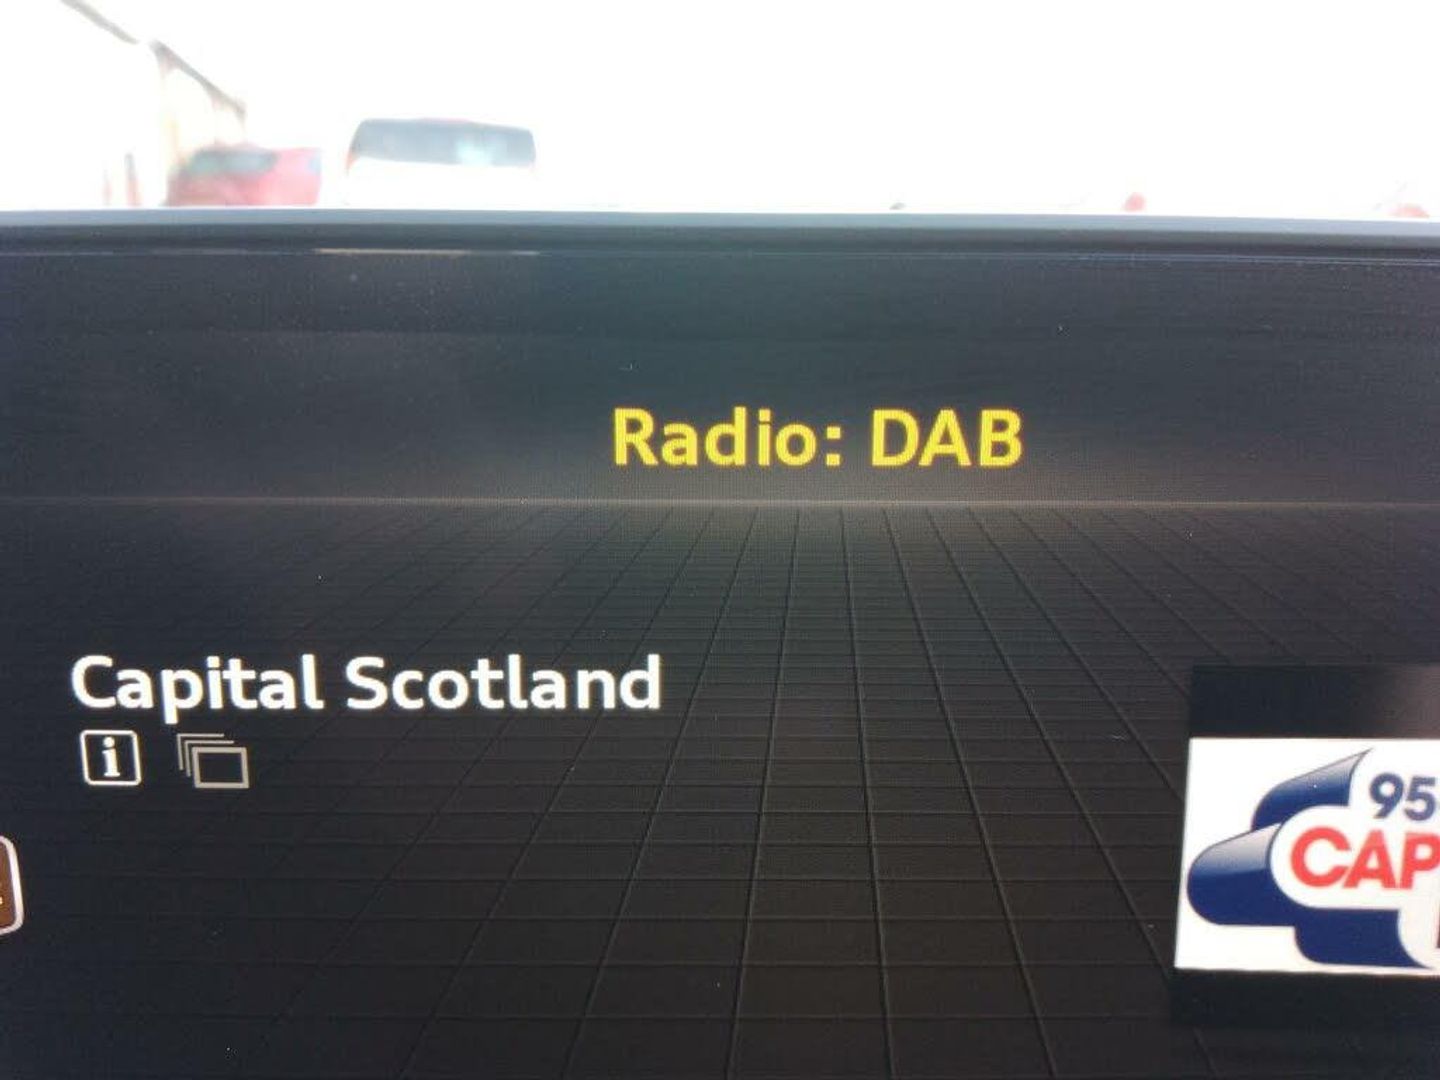 Radio: DAB
Capital Scotland
i
95
CAP